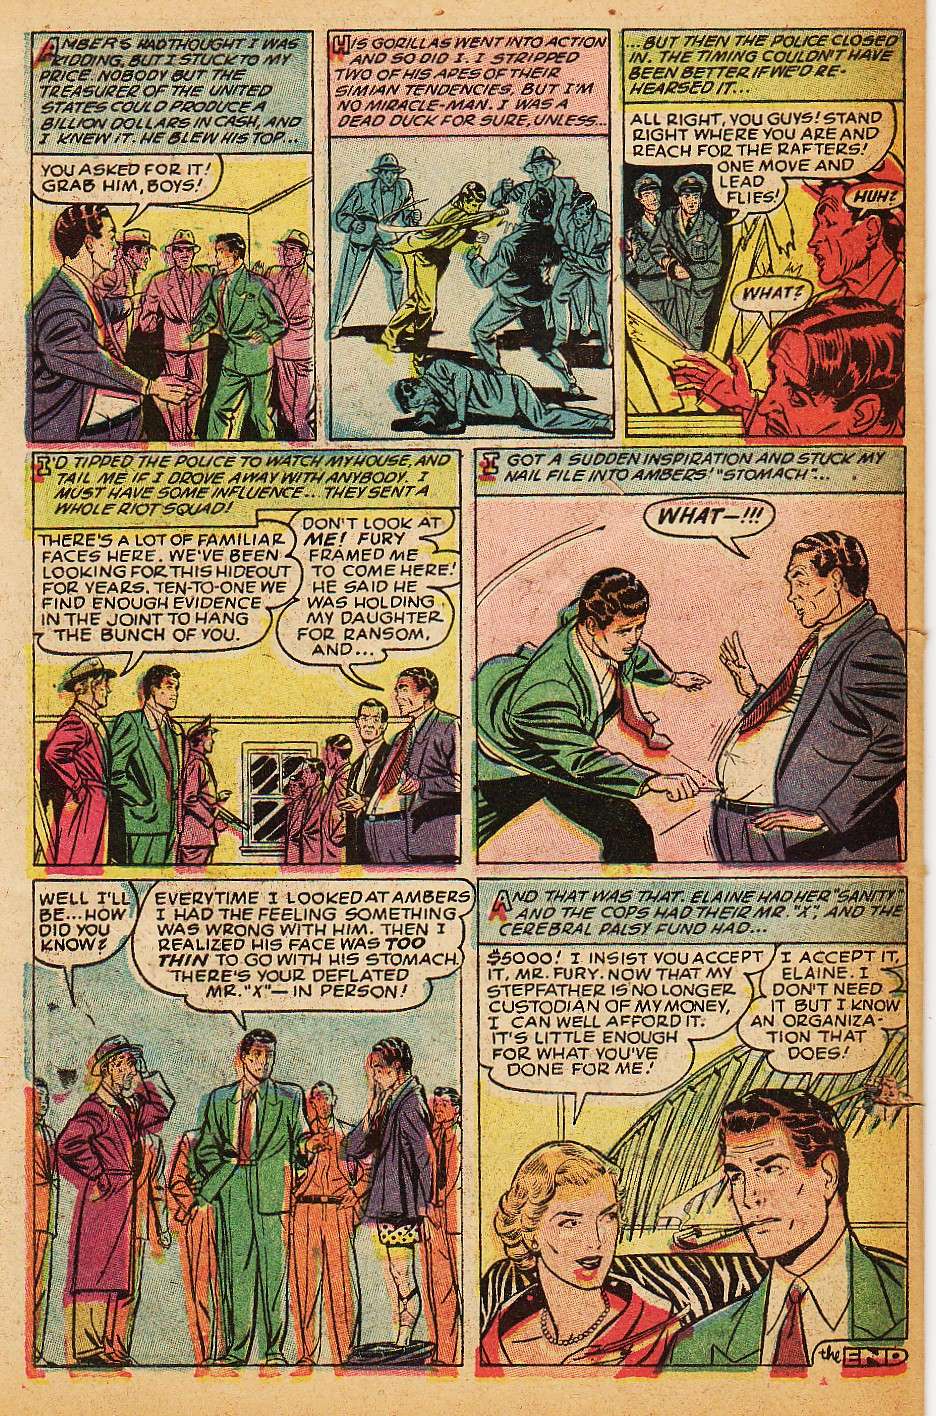 AMBERS HAD THOUGHT I WAS
KIDDING, BUT I STUCK TO MY
PRICE. NOBODY BUT THE
TREASURER OF THE UNITED
STATES COULD PRODUCE A
BILLION DOLLARS IN CASH, AND
I KNEW IT. HE BLEW HIS TOP...
YOU ASKED FOR IT!
GRAB HIM, BOYS!
HIS GORILLAS WENT INTO ACTION
AND SO DID I. I STRIPPED
TWO OF HIS APES OF THEIR
SIMIAN TENDENCIES, BUT I'M
NO MIRACLE-MAN. I WAS A
DEAD DUCK FOR SURE, UNLESS...
...BUT THEN THE POLICE CLOSED
IN. THE TIMING COULDN'T HAVE
BEEN BETTER IF WE'D RE-
HEARSED IT...
ALL RIGHT, YOU GUYS! STAND
RIGHT WHERE YOU ARE AND
REACH FOR THE RAFTERS!
ONE MOVE AND
LEAD
FLIES!
HUH?
WHAT?
I'D TIPPED THE POLICE TO WATCH MY HOUSE, AND
TAIL ME IF I DROVE AWAY WITH ANYBODY. I
MUST HAVE SOME INFLUENCE... THEY SENT A
WHOLE RIOT SQUAD!
THERE'S A LOT OF FAMILIAR
FACES HERE. WE'VE BEEN
LOOKING FOR THIS HIDEOUT
FOR YEARS. TEN-TO-ONE WE
FIND ENOUGH EVIDENCE
IN THE JOINT TO HANG
THE BUNCH OF YOU.
DON'T LOOK AT
ME! FURY
FRAMED ME
TO COME HERE!
HE SAID HE
WAS HOLDING
MY DAUGHTER
FOR RANSOM,
AND...
I GOT A SUDDEN INSPIRATION AND STUCK MY
NAIL FILE INTO AMBERS' "STOMACH"...
WHAT-!!!
WELL I'LL
BE...HOW
DID YOU
KNOW?
EVERYTIME I LOOKED AT AMBERS
I HAD THE FEELING SOMETHING
WAS WRONG WITH HIM. THEN I
REALIZED HIS FACE WAS TOO
THIN TO GO WITH HIS STOMACH.
THERE'S YOUR DEFLATED
MR. "X"— IN PERSON!
AND THAT WAS THAT. ELAINE HAD HER "SANITY"
AND THE COPS HAD THEIR MR. "X", AND THE
CEREBRAL PALSY FUND HAD...
$5000! I INSIST YOU ACCEPT
IT, MR. FURY. NOW THAT MY
STEPFATHER IS NO LONGER
CUSTODIAN OF MY MONEY,
I CAN WELL AFFORD IT.
IT'S LITTLE ENOUGH
FOR WHAT YOU'VE
DONE FOR ME!
I ACCEPT IT,
ELAINE. I
DON'T NEED
IT BUT I KNOW
AN ORGANIZA-
TION THAT
DOES!
the END